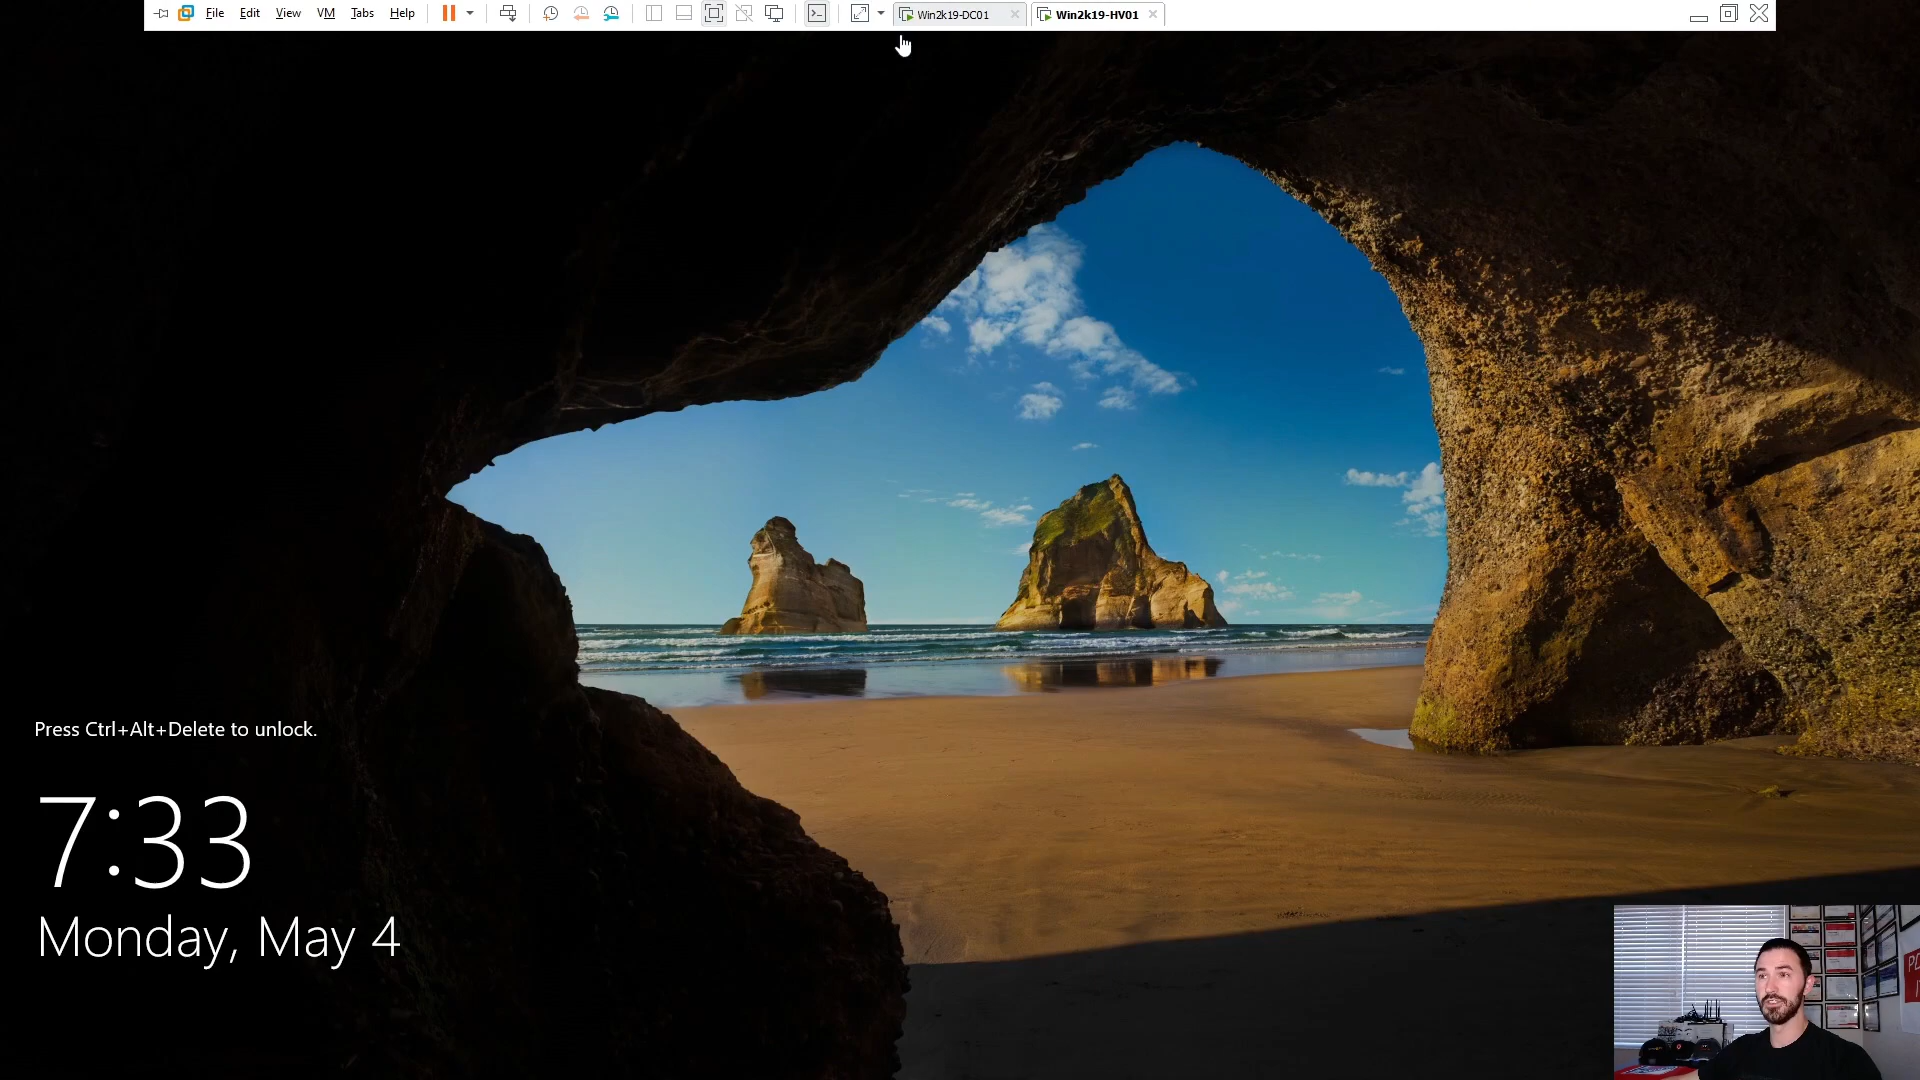 File Edit View VM Tabs Help Win2k19-DC01 Win2k19-HV01
Press Ctrl+Alt+Delete to unlock.
7:33
Monday, May 4